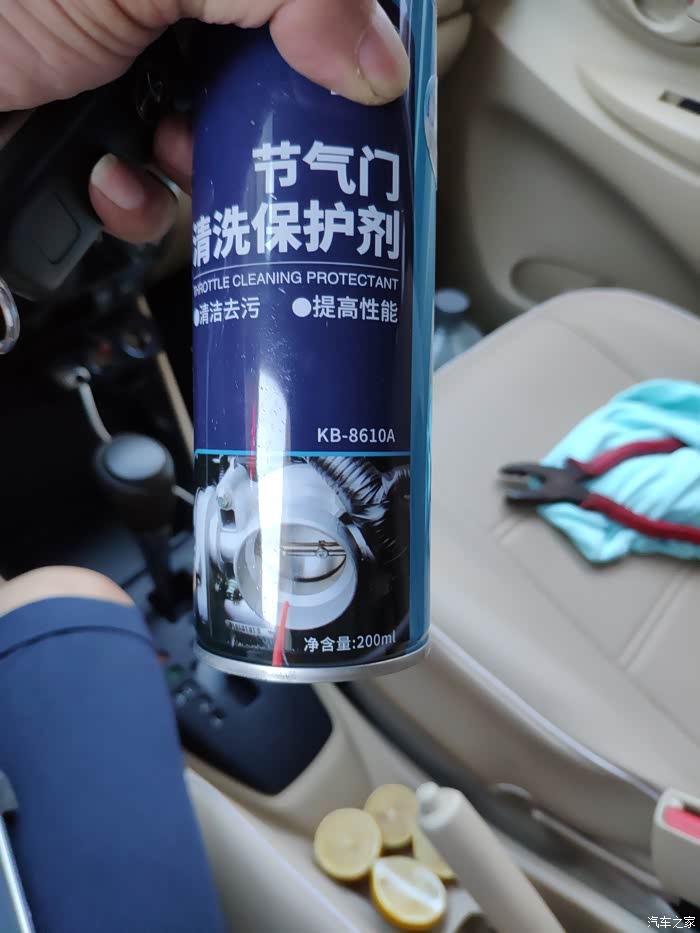 节气门
清洗保护剂
THROTTLE CLEANING PROTECTANT
●清洁去污 ●提高性能
KB-8610A
净含量:200ml
汽车之家